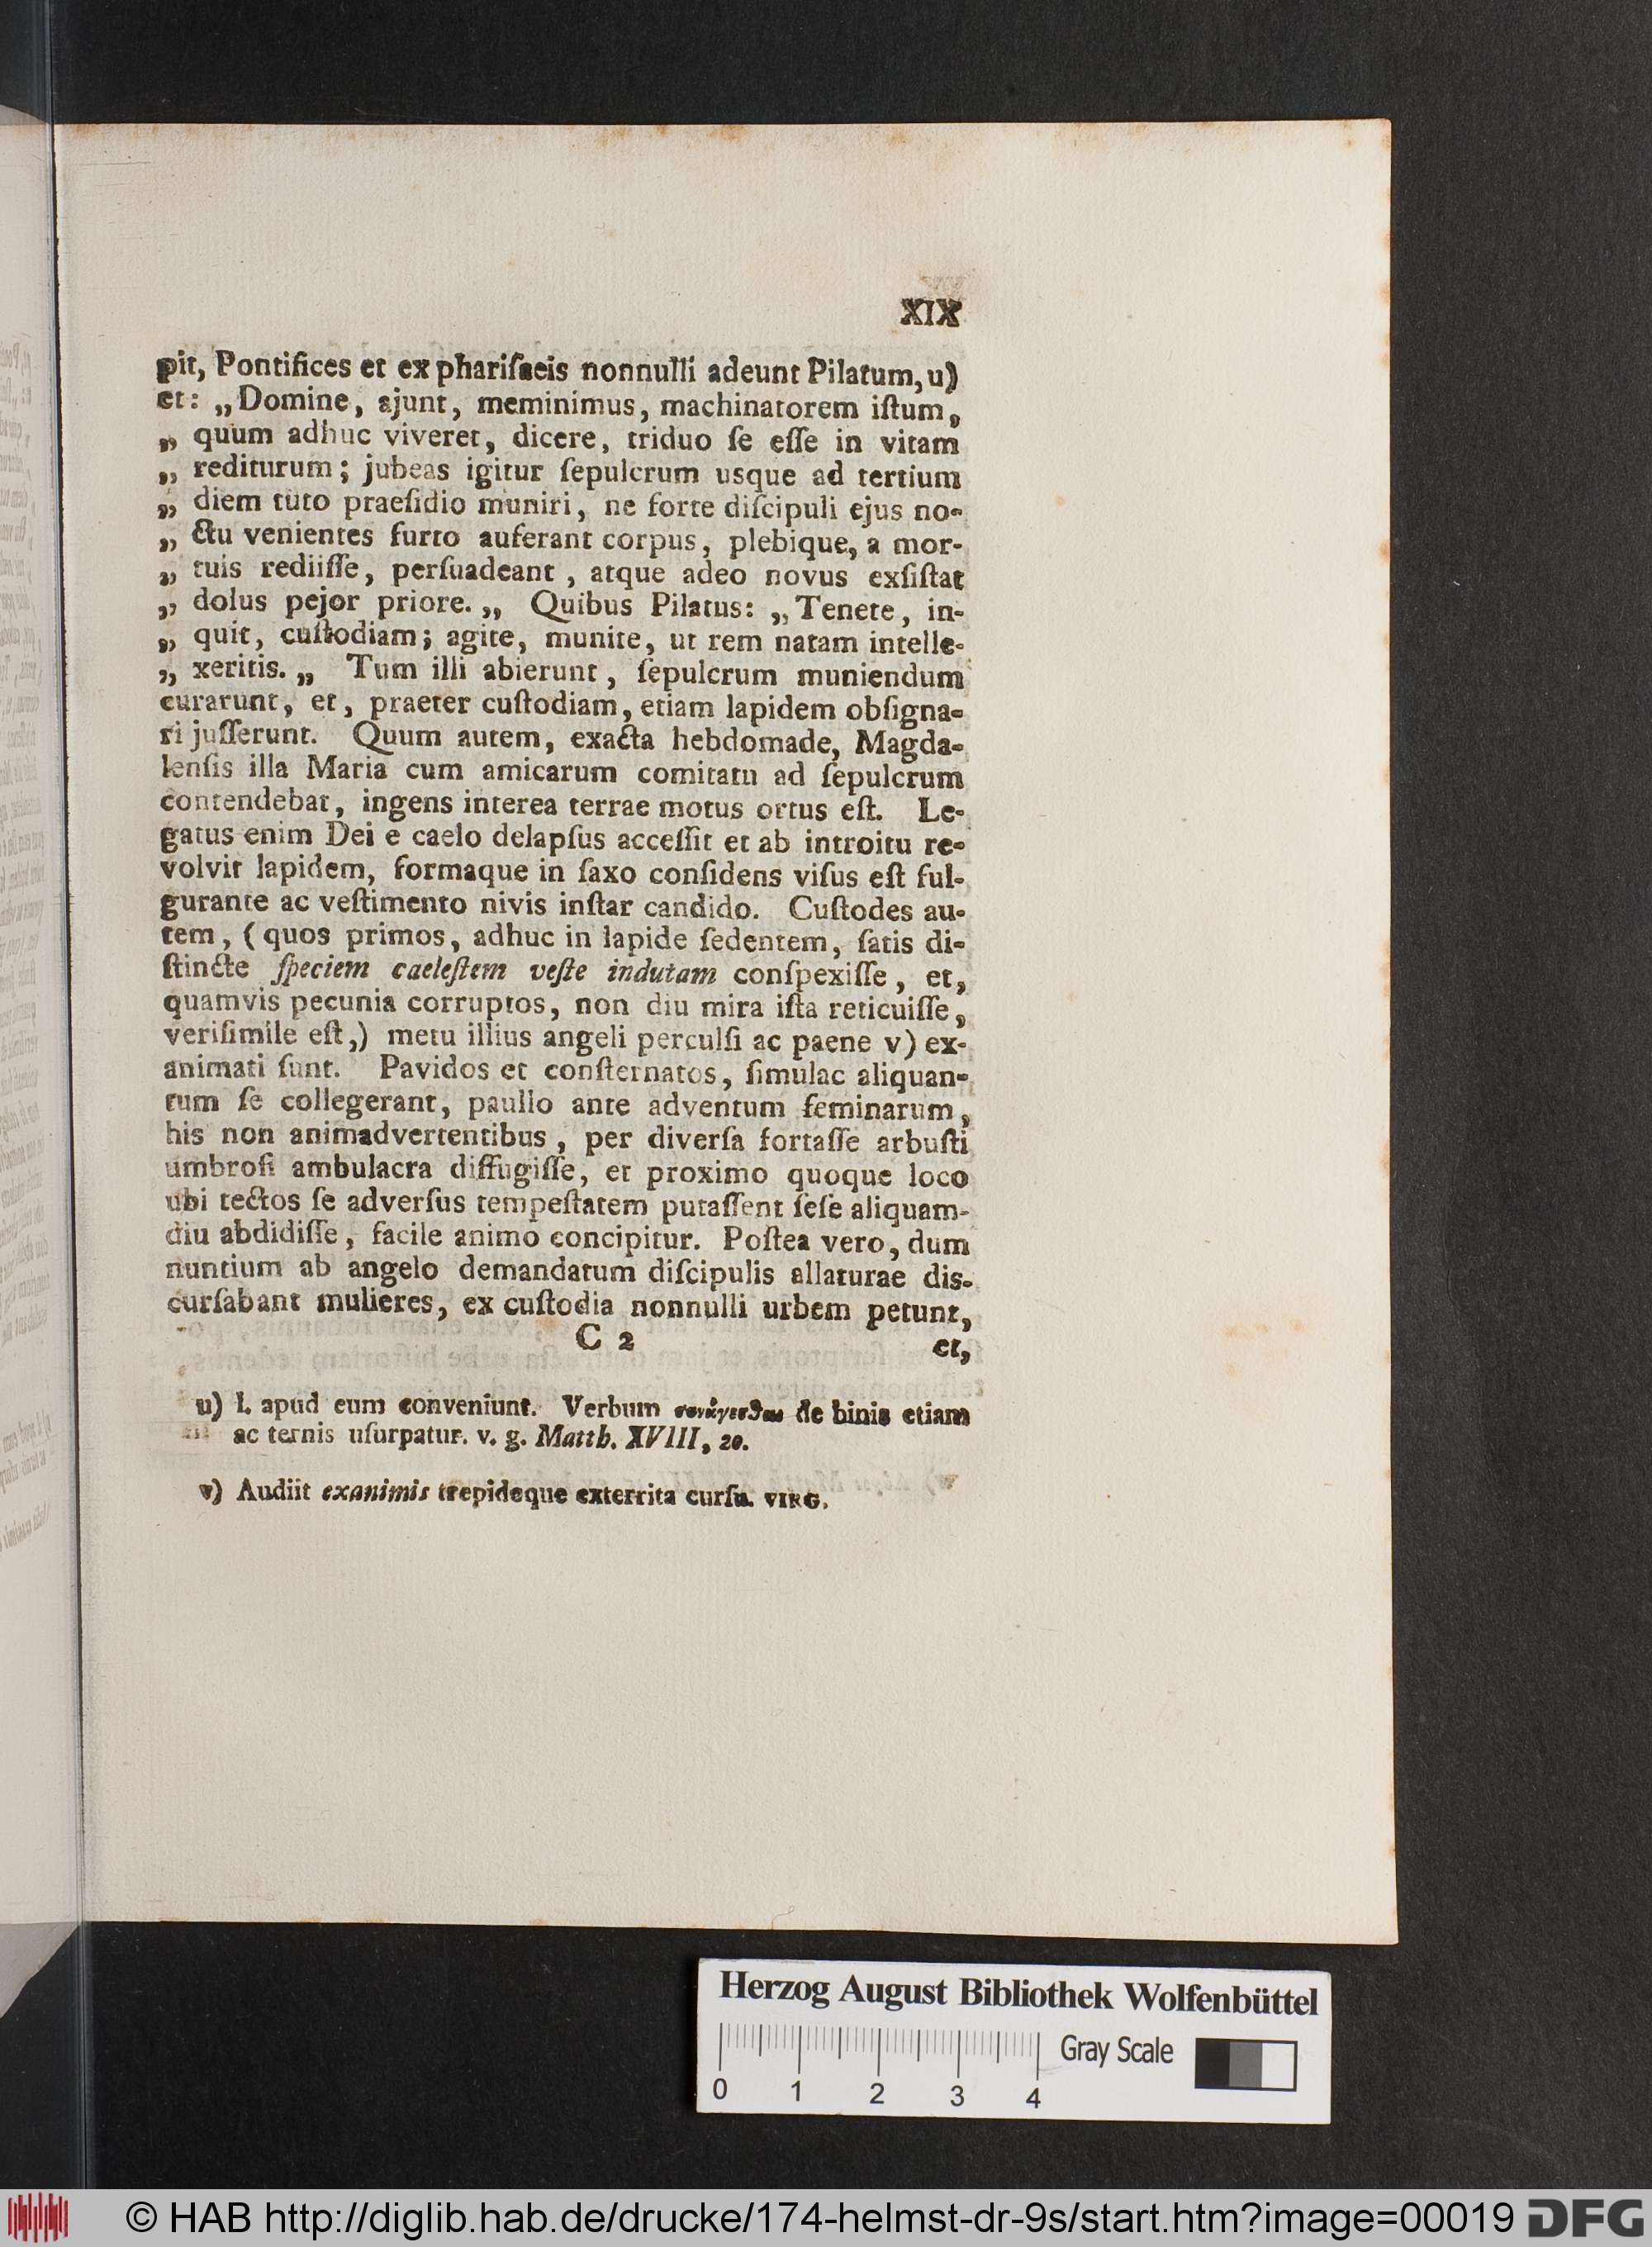 XIX
pit, Pontifices et ex phariſaeis nonnulli adeunt Pilatum, u)
et: „Domine, ajunt, meminimus, machinatorem iſtum,
„ quum adhuc viveret, dicere, triduo ſe eſſe in vitam
„ rediturum; jubeas igitur ſepulcrum usque ad tertium
„ diem tuto praeſidio muniri, ne forte diſcipuli ejus no-
„ ctu venientes furto auferant corpus, plebique, a mor-
„ tuis rediiſſe, perſuadeant, atque adeo novus exſiſtat
„ dolus pejor priore.„ Quibus Pilatus: „Tenete, in-
„ quit, cuſtodiam; agite, munite, ut rem natam intelle-
„ xeritis.„ Tum illi abierunt, ſepulcrum muniendum
curarunt, et, praeter cuſtodiam, etiam lapidem obſigna-
ri juſſerunt. Quum autem, exacta hebdomade, Magda-
lenſis illa Maria cum amicarum comitatu ad ſepulcrum
contendebat, ingens interea terrae motus ortus eſt. Le-
gatus enim Dei e caelo delapſus acceſſit et ab introitu re-
volvit lapidem, formaque in ſaxo conſidens viſus eſt ful-
gurante ac veſtimento nivis inſtar candido. Cuſtodes au-
tem, (quos primos, adhuc in lapide ſedentem, ſatis di-
ſtincte ſpeciem caeleſtem veſte indutam conſpexiſſe, et,
quamvis pecunia corruptos, non diu mira iſta reticuiſſe,
veriſimile eſt,) metu illius angeli perculſi ac paene v) ex-
animati ſunt. Pavidos et conſternatos, ſimulac aliquan-
tum ſe collegerant, paullo ante adventum feminarum,
his non animadvertentibus, per diverſa fortaſſe arbuſti
umbroſi ambulacra diffugiſſe, et proximo quoque loco
ubi tectos ſe adverſus tempeſtatem putaſſent ſeſe aliquam-
diu abdidiſſe, facile animo concipitur. Poſtea vero, dum
nuntium ab angelo demandatum diſcipulis allaturae dis-
curſabant mulieres, ex cuſtodia nonnulli urbem petunt,
C 2 et,
u) l. apud eum conveniunt. Verbum συνάγεσθαι de binis etiam
ac ternis uſurpatur. v. g. Matth. XVIII, 20.
v) Audiit exanimis trepideque exterrita curſu. VIRG.
Herzog August Bibliothek Wolfenbüttel
Gray Scale
0 1 2 3 4
© HAB http://diglib.hab.de/drucke/174-helmst-dr-9s/start.htm?image=00019 DFG